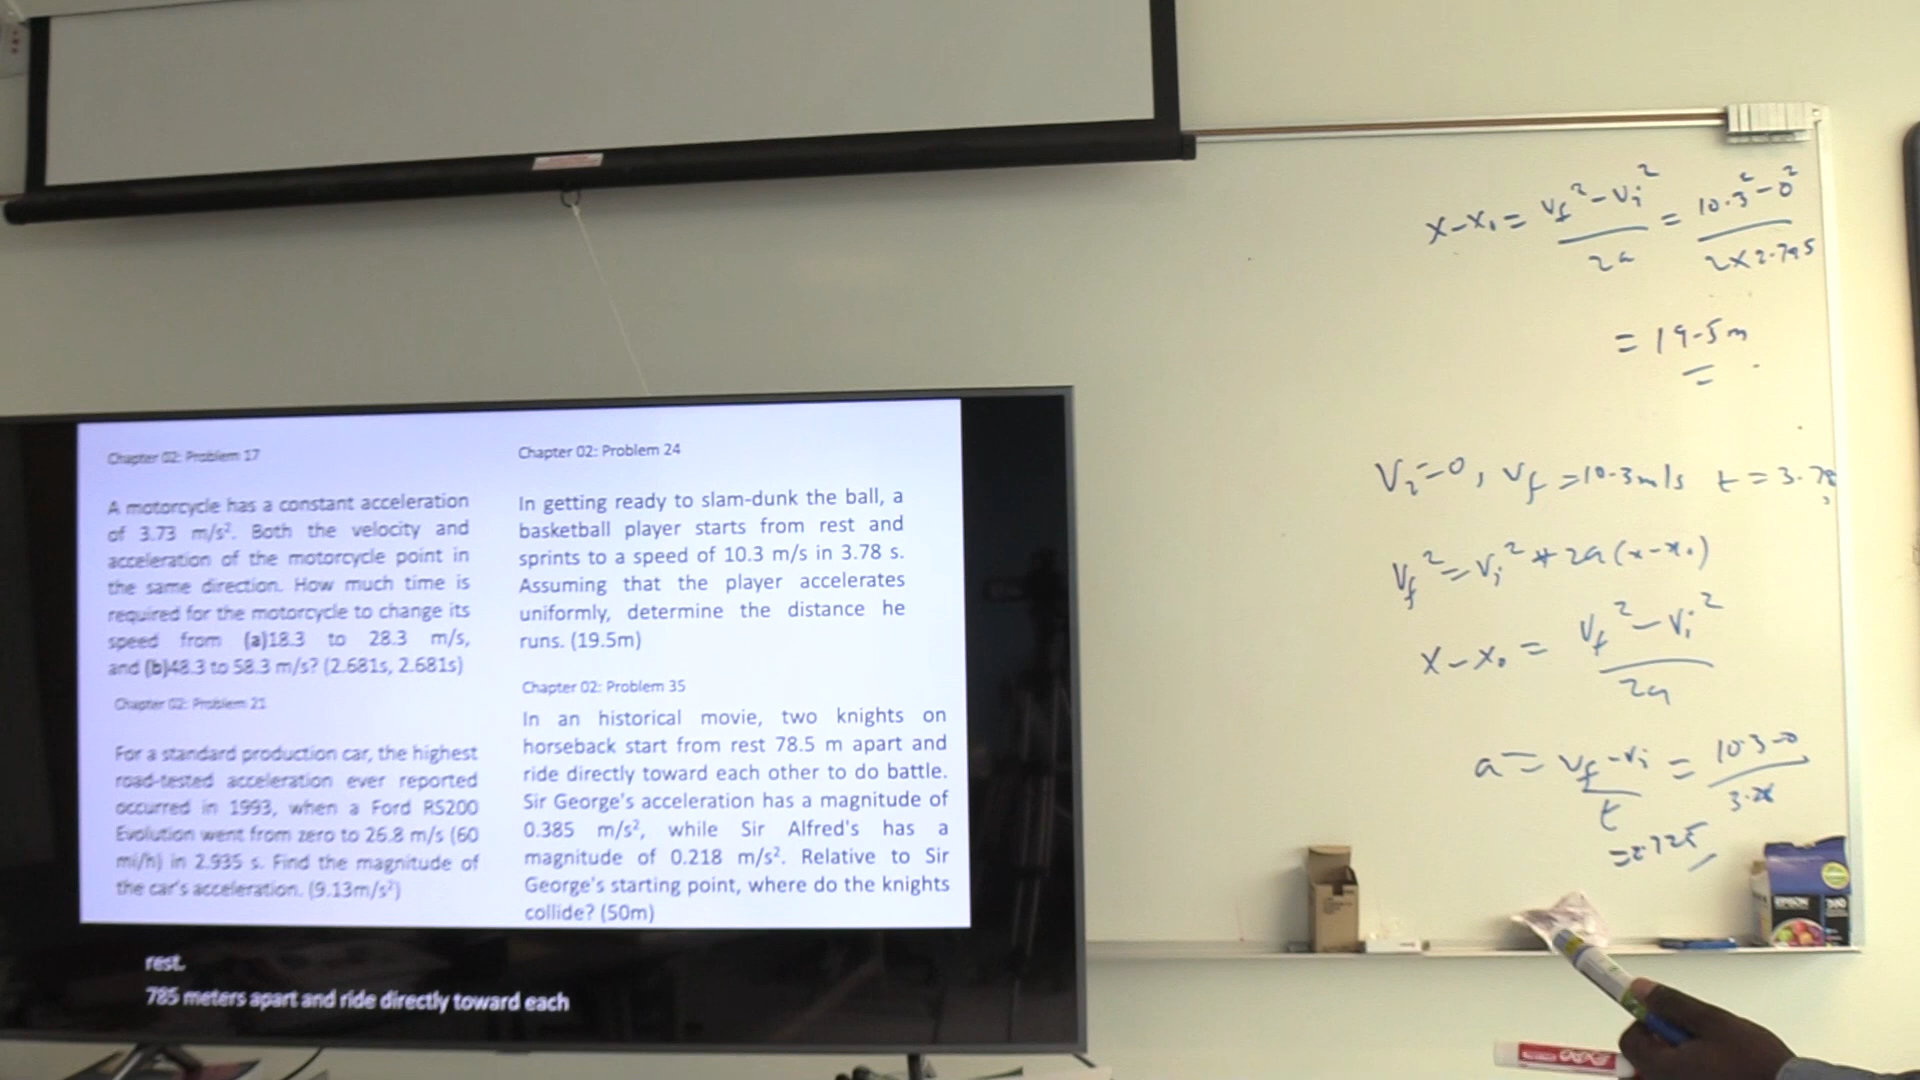 Chapter 02: Problem 17
A motorcycle has a constant acceleration
of 3.73 m/s². Both the velocity and
acceleration of the motorcycle point in
the same direction. How much time is
required for the motorcycle to change its
speed from (a)18.3 to 28.3 m/s,
and (b)48.3 to 58.3 m/s? (2.681s, 2.681s)
Chapter 02: Problem 21
For a standard production car, the highest
road-tested acceleration ever reported
occurred in 1993, when a Ford RS200
Evolution went from zero to 26.8 m/s (60
mi/h) in 2.935 s. Find the magnitude of
the car's acceleration. (9.13m/s²)
Chapter 02: Problem 24
In getting ready to slam-dunk the ball, a
basketball player starts from rest and
sprints to a speed of 10.3 m/s in 3.78 s.
Assuming that the player accelerates
uniformly, determine the distance he
runs. (19.5m)
Chapter 02: Problem 35
In an historical movie, two knights on
horseback start from rest 78.5 m apart and
ride directly toward each other to do battle.
Sir George's acceleration has a magnitude of
0.385 m/s², while Sir Alfred's has a
magnitude of 0.218 m/s². Relative to Sir
George's starting point, where do the knights
collide? (50m)
rest.
785 meters apart and ride directly toward each
x-x₀ = vf²-vi² / 2a = 10.3²-0² / 2×2.725
= 19.5m
vi=0, vf=10.3m/s t=3.78
vf²=vi²+2a(x-x₀)
x-x₀ = vf²-vi² / 2a
a = vf-vi / t = 10.3-0 / 3.78
=2.725
EPSON
EXPO